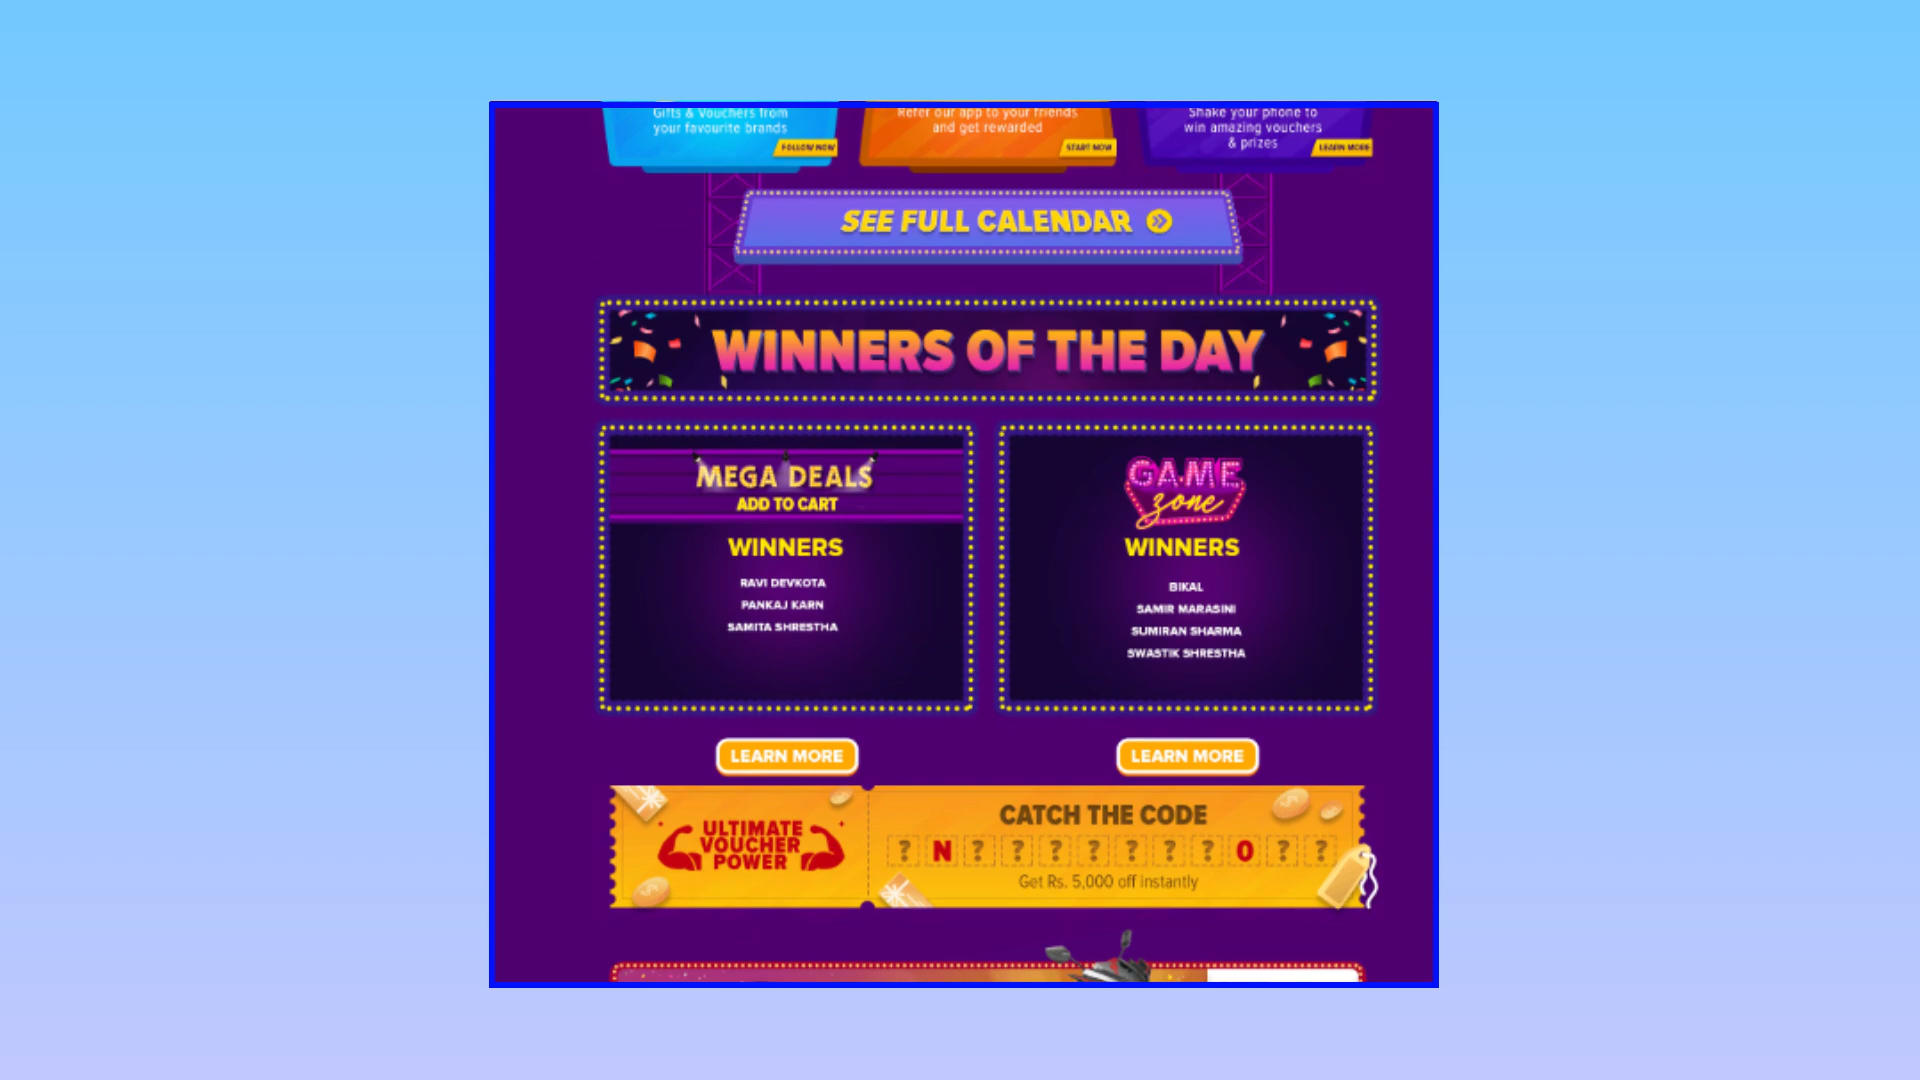 Gifts & Vouchers from
your favourite brands
FOLLOW NOW
Refer our app to your friends
and get rewarded
START NOW
Shake your phone to
win amazing vouchers
& prizes
LEARN MORE
SEE FULL CALENDAR
WINNERS OF THE DAY
MEGA DEALS
ADD TO CART
WINNERS
RAVI DEVKOTA
PANKAJ KARN
SAMITA SHRESTHA
GAME
zone
WINNERS
BIKAL
SAMIR MARASINI
SUMIRAN SHARMA
SWASTIK SHRESTHA
LEARN MORE
LEARN MORE
ULTIMATE
VOUCHER
POWER
CATCH THE CODE
? N ? ? ? ? ? ? ? O ? ?
Get Rs. 5,000 off instantly